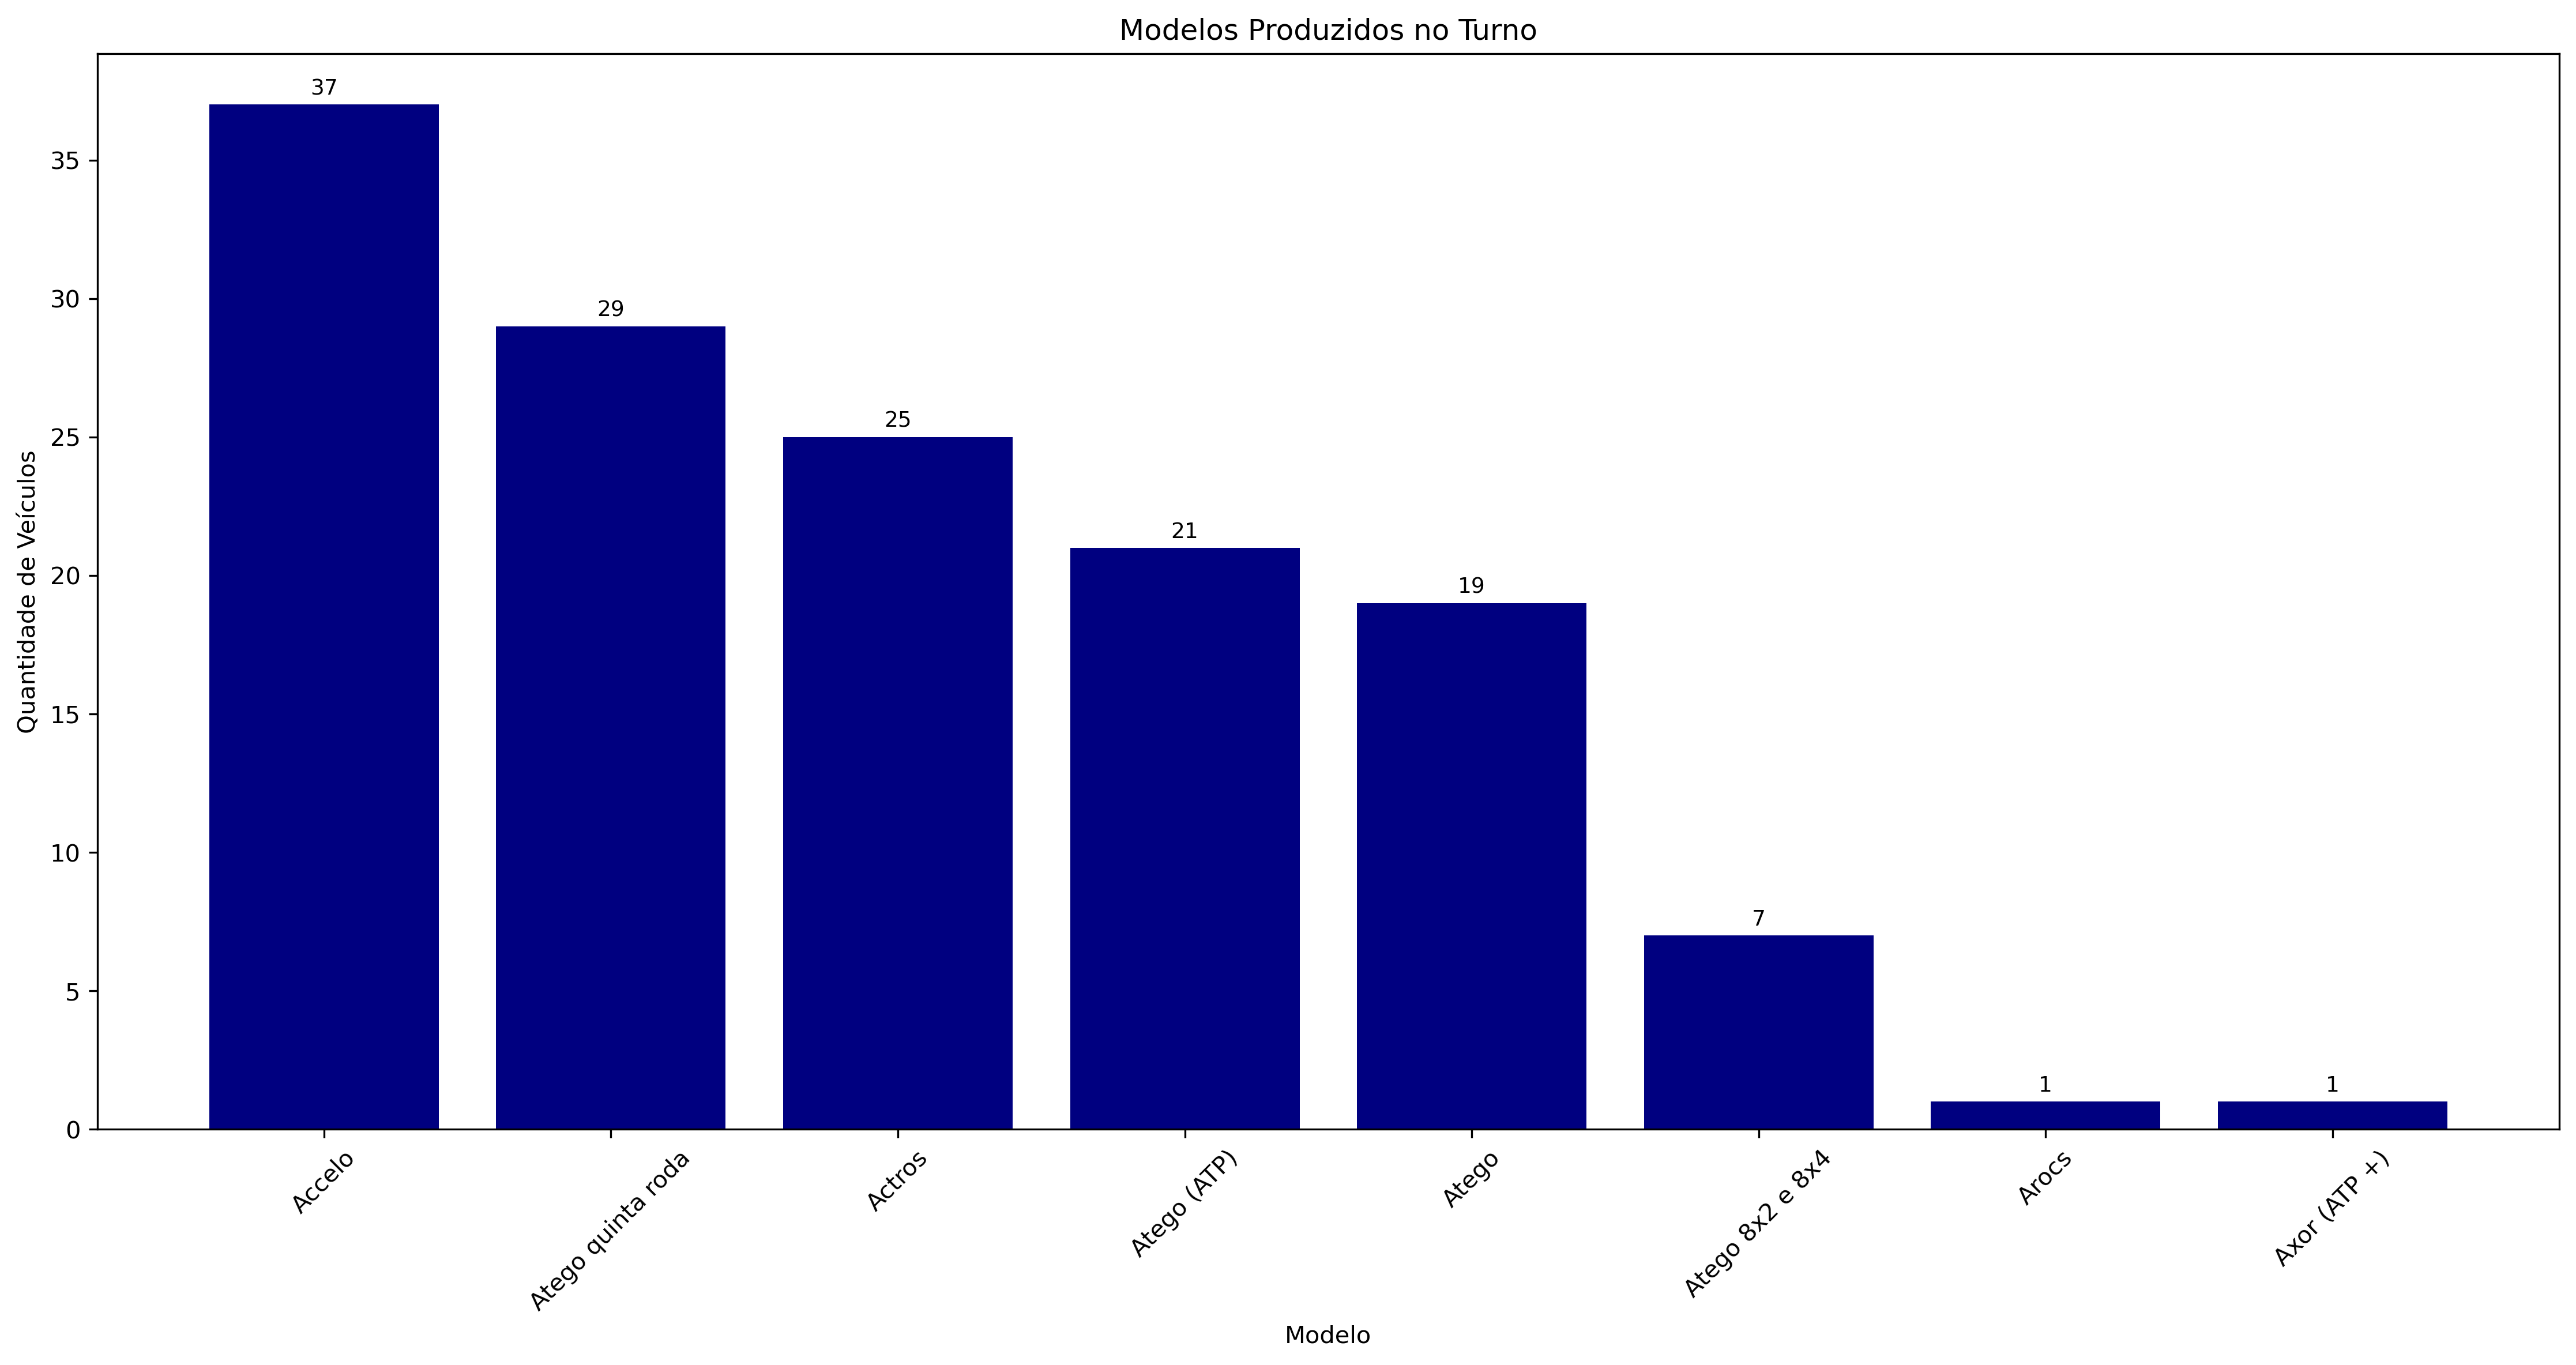 Modelos Produzidos no Turno
Quantidade de Veículos
35
30
25
20
15
10
5
0
37
29
25
21
19
7
1
1
Accelo
Atego quinta roda
Actros
Atego (ATP)
Atego
Atego 8x2 e 8x4
Arocs
Axor (ATP +)
Modelo